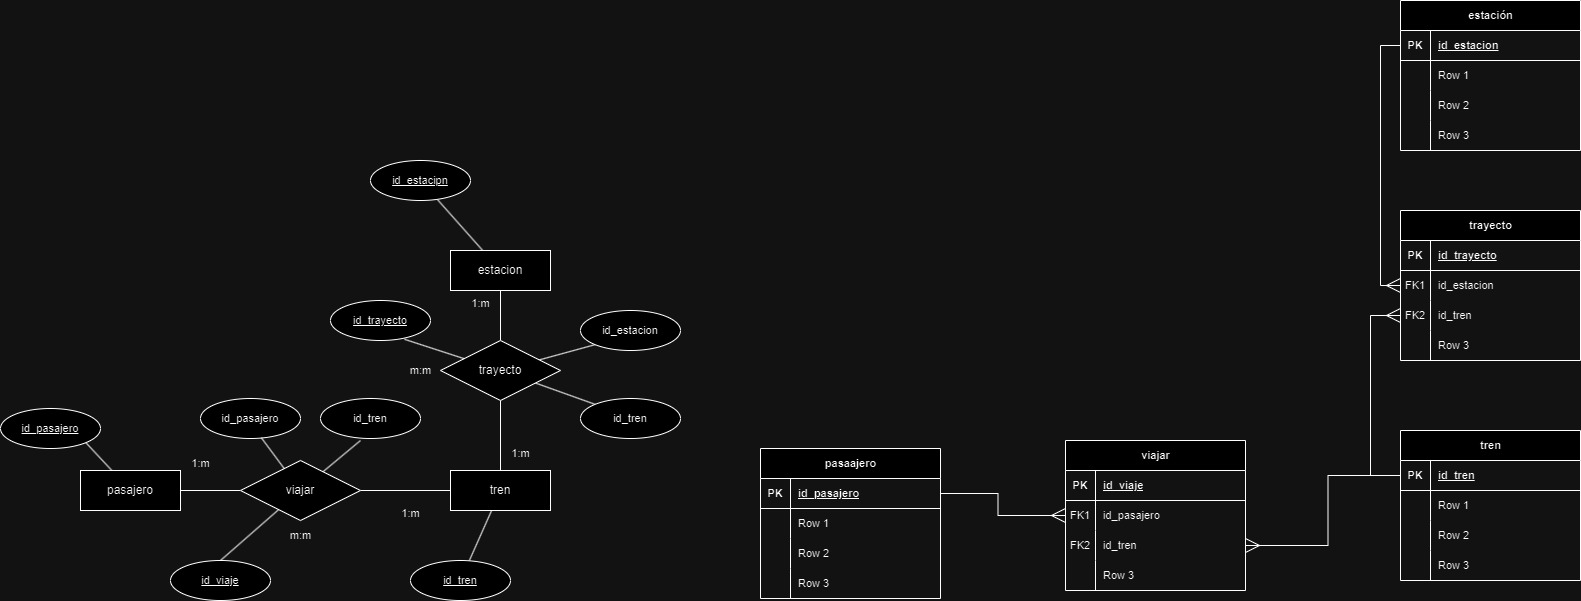 id_estacipn
estacion
1:m
id_trayecto
id_estacion
trayecto
m:m
id_tren
1:m
id_pasajero
id_pasajero
id_tren
1:m
pasajero
viajar
tren
1:m
m:m
id_viaje
id_tren
pasaajero
PK id_pasajero
Row 1
Row 2
Row 3
viajar
PK id_viaje
FK1 id_pasajero
FK2 id_tren
Row 3
estación
PK id_estacion
Row 1
Row 2
Row 3
trayecto
PK id_trayecto
FK1 id_estacion
FK2 id_tren
Row 3
tren
PK id_tren
Row 1
Row 2
Row 3